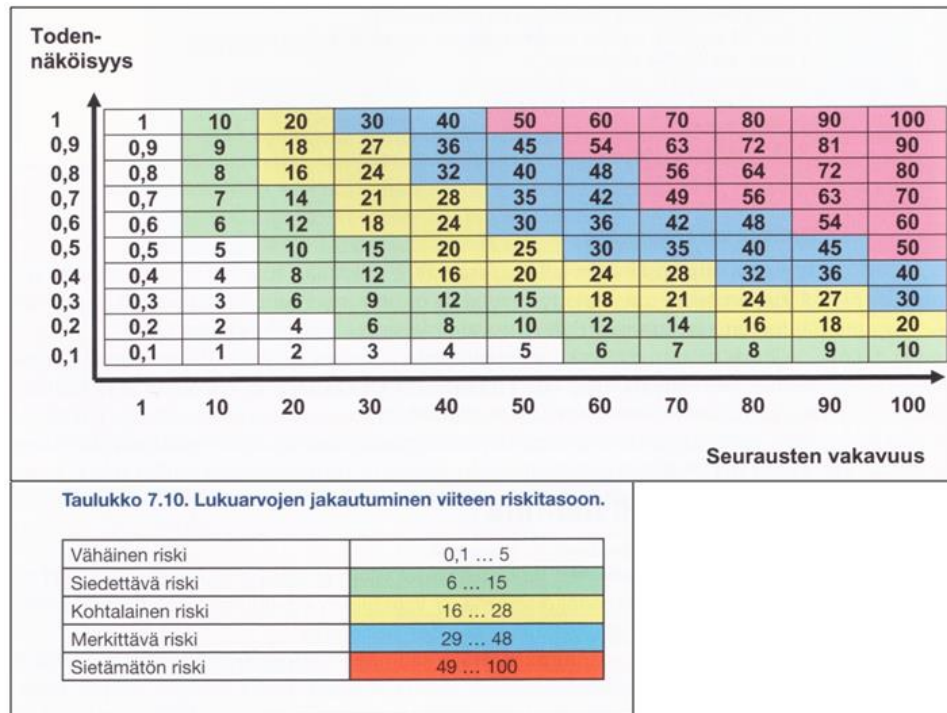 Toden-
näköisyys
1 1 10 20 30 40 50 60 70 80 90 100
0,9 0,9 9 18 27 36 45 54 63 72 81 90
0,8 0,8 8 16 24 32 40 48 56 64 72 80
0,7 0,7 7 14 21 28 35 42 49 56 63 70
0,6 0,6 6 12 18 24 30 36 42 48 54 60
0,5 0,5 5 10 15 20 25 30 35 40 45 50
0,4 0,4 4 8 12 16 20 24 28 32 36 40
0,3 0,3 3 6 9 12 15 18 21 24 27 30
0,2 0,2 2 4 6 8 10 12 14 16 18 20
0,1 0,1 1 2 3 4 5 6 7 8 9 10
1 10 20 30 40 50 60 70 80 90 100
Seurausten vakavuus
Taulukko 7.10. Lukuarvojen jakautuminen viiteen riskitasoon.
Vähäinen riski 0,1 ... 5
Siedettävä riski 6 ... 15
Kohtalainen riski 16 ... 28
Merkittävä riski 29 ... 48
Sietämätön riski 49 ... 100